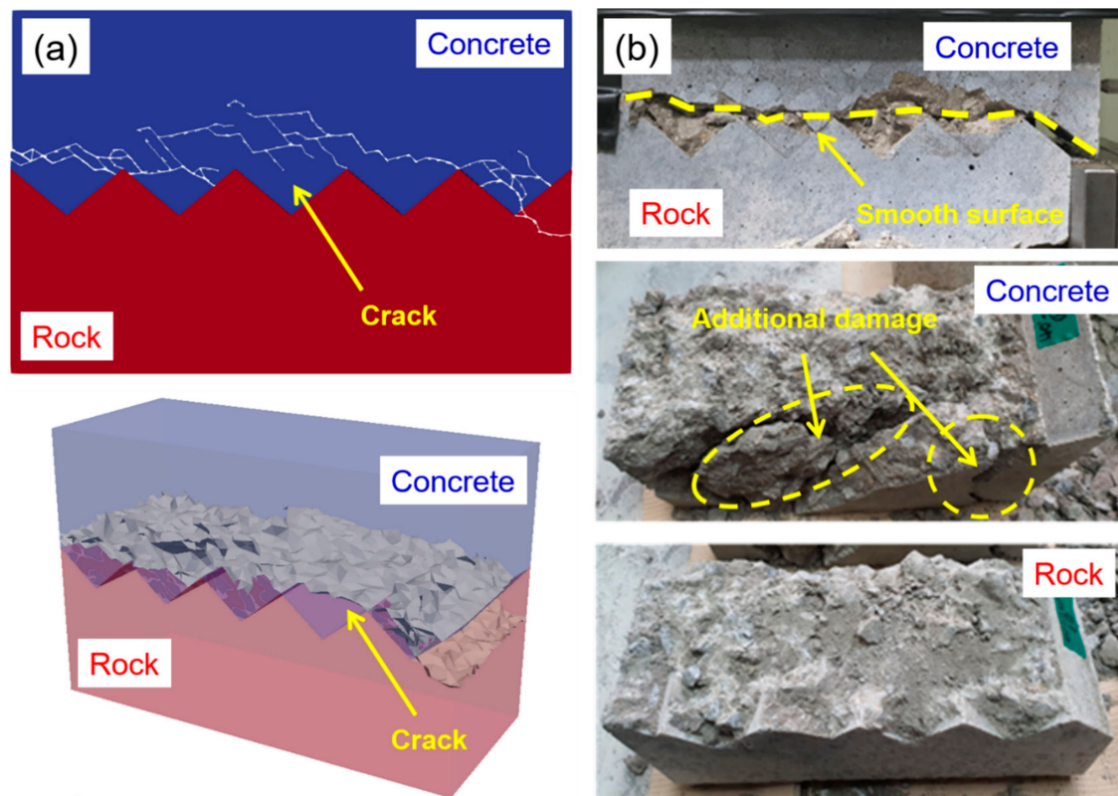 (a)
Concrete
Crack
Rock
Concrete
Rock
Crack
(b)
Concrete
Rock
Smooth surface
Concrete
Additional damage
Rock